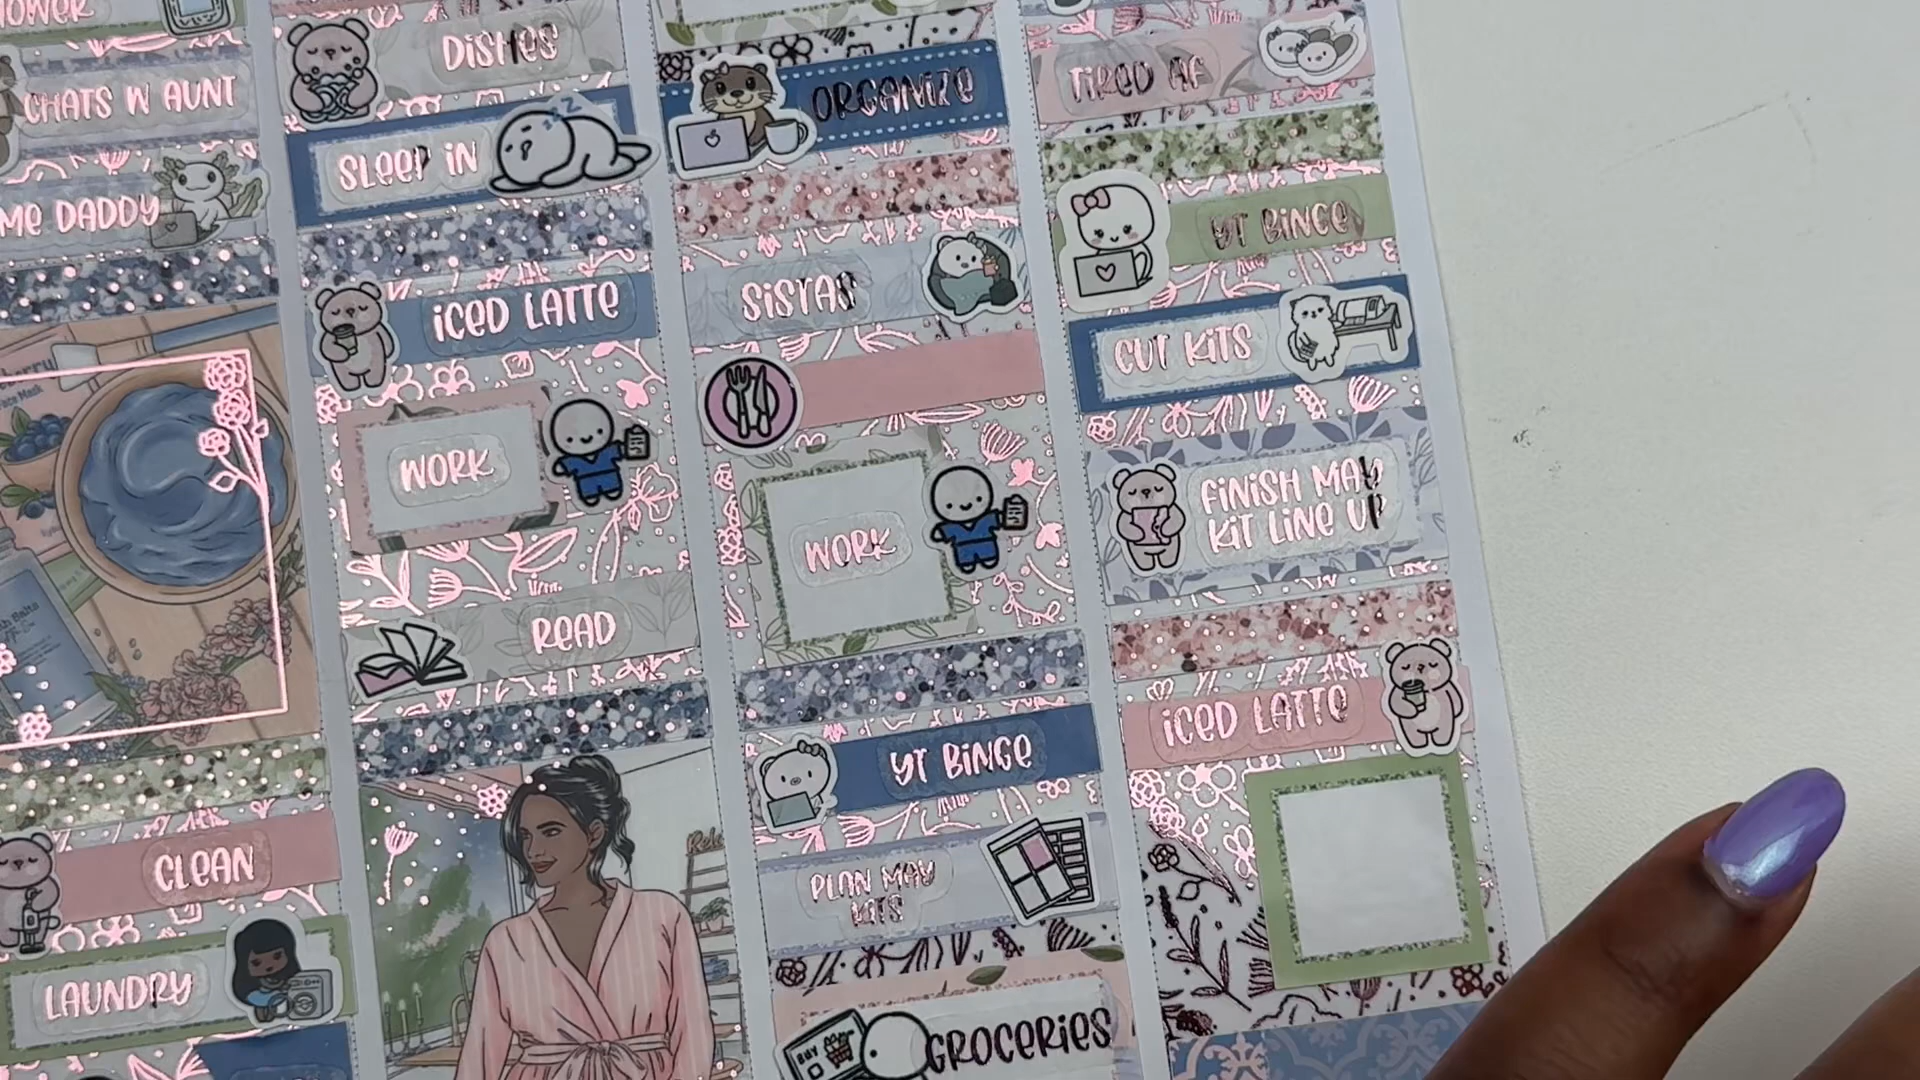 CHATS W AUNT
ME DADDY
CLEAN
LAUNDRY
DISHES
SLEEP IN
ICED LATTE
WORK
READ
ORGANIZE
SISTAS
WORK
YT BINGE
PLAN MAY
KITS
BUY
GROCERIES
TIRED AF
YT BINGE
CUT KITS
FINISH MAY
KIT LINE UP
ICED LATTE